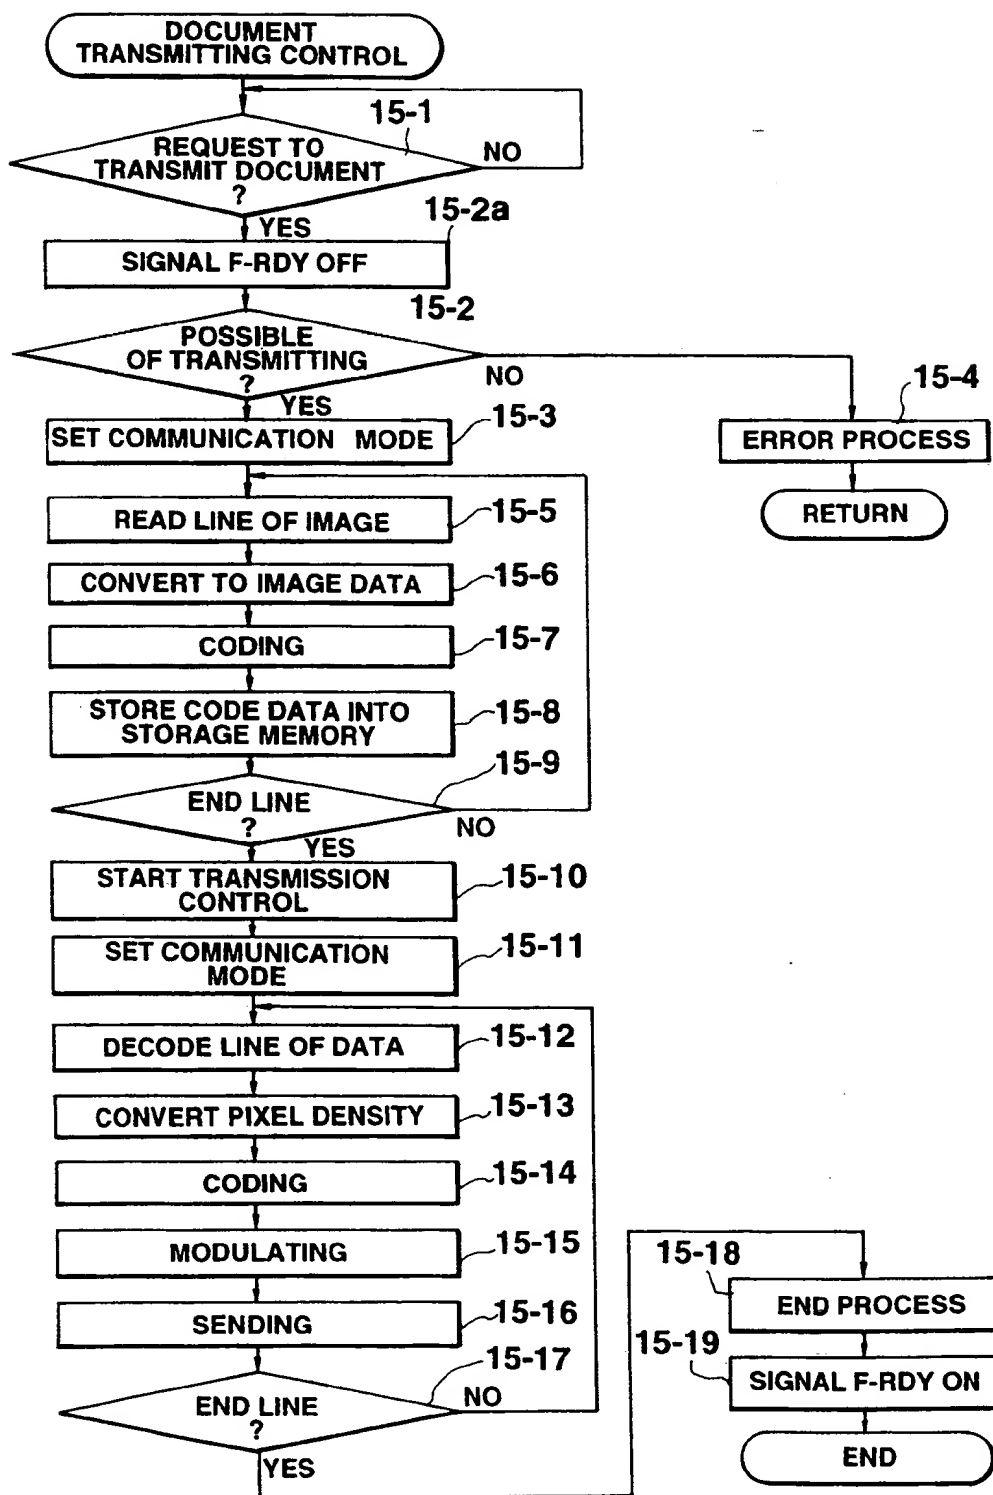 DOCUMENT
TRANSMITTING CONTROL
15-1
REQUEST TO
TRANSMIT DOCUMENT
?
NO
YES
15-2a
SIGNAL F-RDY OFF
15-2
POSSIBLE
OF TRANSMITTING
?
NO
YES
15-3
SET COMMUNICATION MODE
15-4
ERROR PROCESS
RETURN
15-5
READ LINE OF IMAGE
15-6
CONVERT TO IMAGE DATA
15-7
CODING
15-8
STORE CODE DATA INTO
STORAGE MEMORY
15-9
END LINE
?
NO
YES
15-10
START TRANSMISSION
CONTROL
15-11
SET COMMUNICATION
MODE
15-12
DECODE LINE OF DATA
15-13
CONVERT PIXEL DENSITY
15-14
CODING
15-15
MODULATING
15-16
SENDING
15-17
END LINE
?
NO
YES
15-18
END PROCESS
15-19
SIGNAL F-RDY ON
END